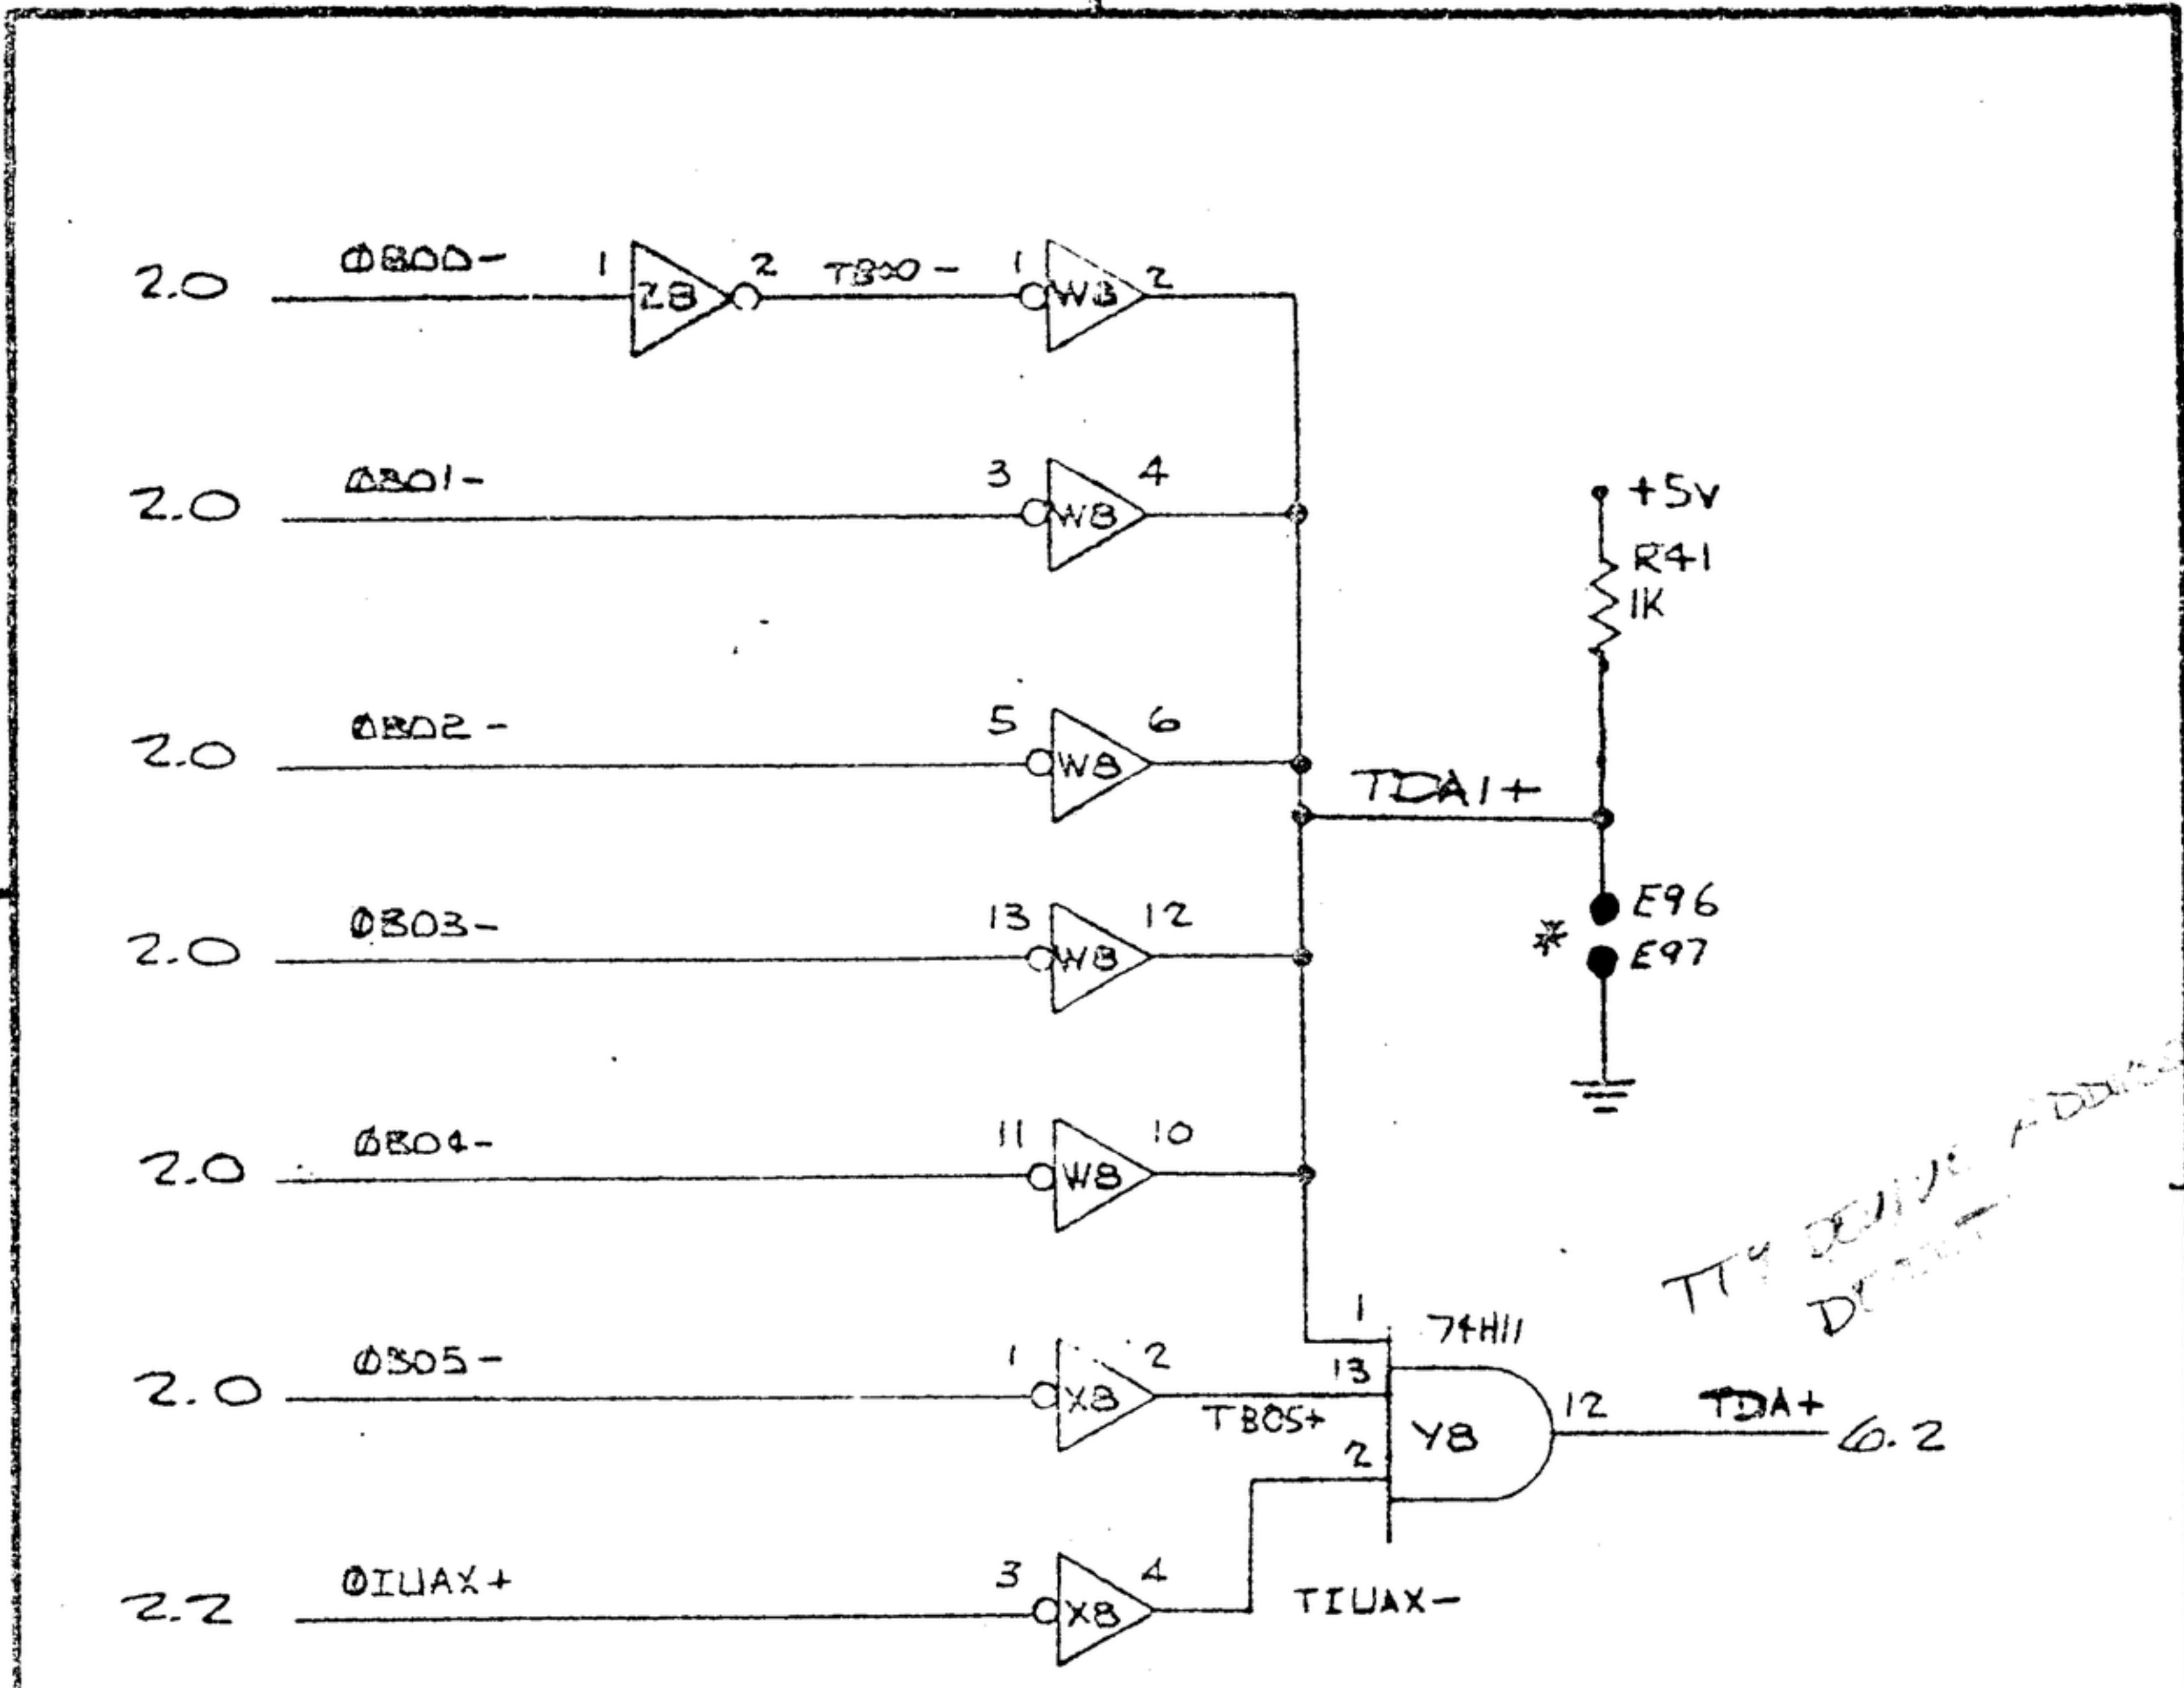 2.0 ØB00- 1 Z8 2 TB00- 1 W8 2
2.0 ØB01- 3 W8 4
+5V
R41
1K
2.0 ØB02- 5 W8 6
TDA1+
2.0 ØB03- 13 W8 12
E96
* E97
2.0 ØB04- 11 W8 10
TTY
1 74H11
2.0 ØB05- 1 X8 2 TB05+ 13
2 Y8 12 TDA+ 6.2
2.2 ØIUAX+ 3 X8 4 TIUAX-